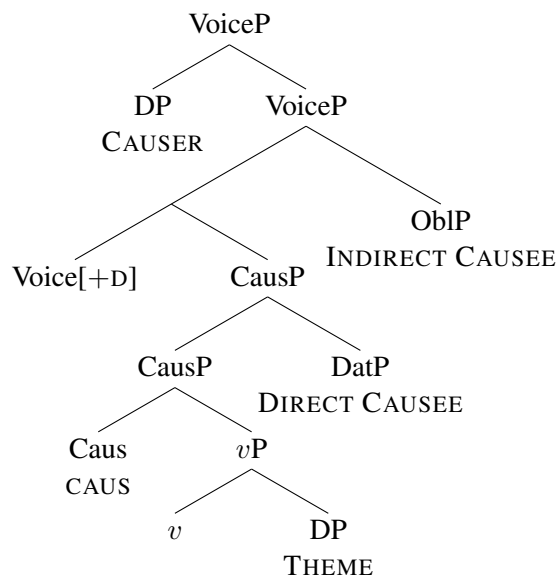 VoiceP
DP VoiceP
CAUSER
OblP
INDIRECT CAUSEE
Voice[+D] CausP
CausP DatP
DIRECT CAUSEE
Caus vP
CAUS
v DP
THEME